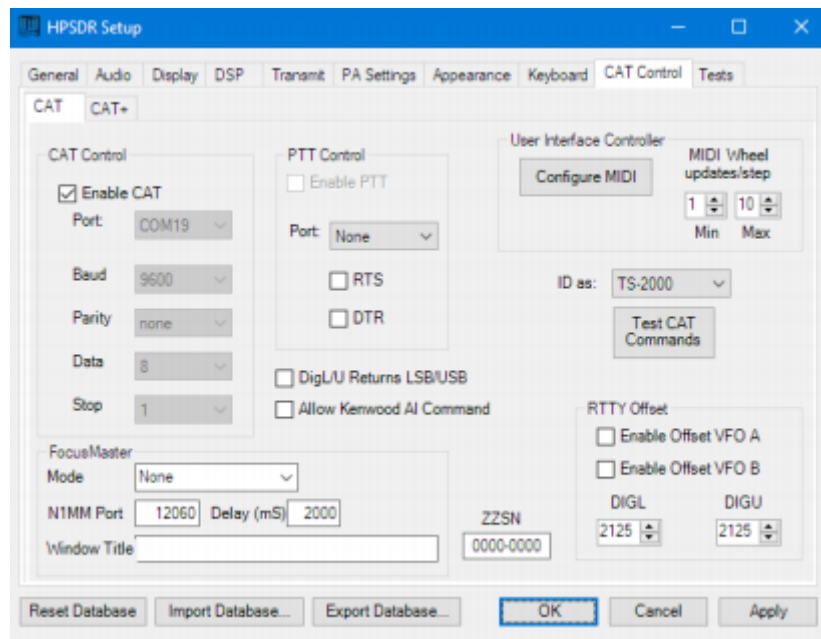 HPSDR Setup
General Audio Display DSP Transmit PA Settings Appearance Keyboard CAT Control Tests
CAT CAT+
CAT Control
Enable CAT
Port: COM19
Baud 9600
Parity none
Data 8
Stop 1
PTT Control
Enable PTT
Port: None
RTS
DTR
DigL/U Returns LSB/USB
Allow Kenwood AI Command
User Interface Controller
Configure MIDI
MIDI Wheel
updates/step
1 10
Min Max
ID as: TS-2000
Test CAT
Commands
RTTY Offset
Enable Offset VFO A
Enable Offset VFO B
DIGL DIGU
2125 2125
FocusMaster
Mode None
N1MM Port 12060 Delay (mS) 2000
Window Title
ZZSN
0000-0000
Reset Database Import Database... Export Database... OK Cancel Apply